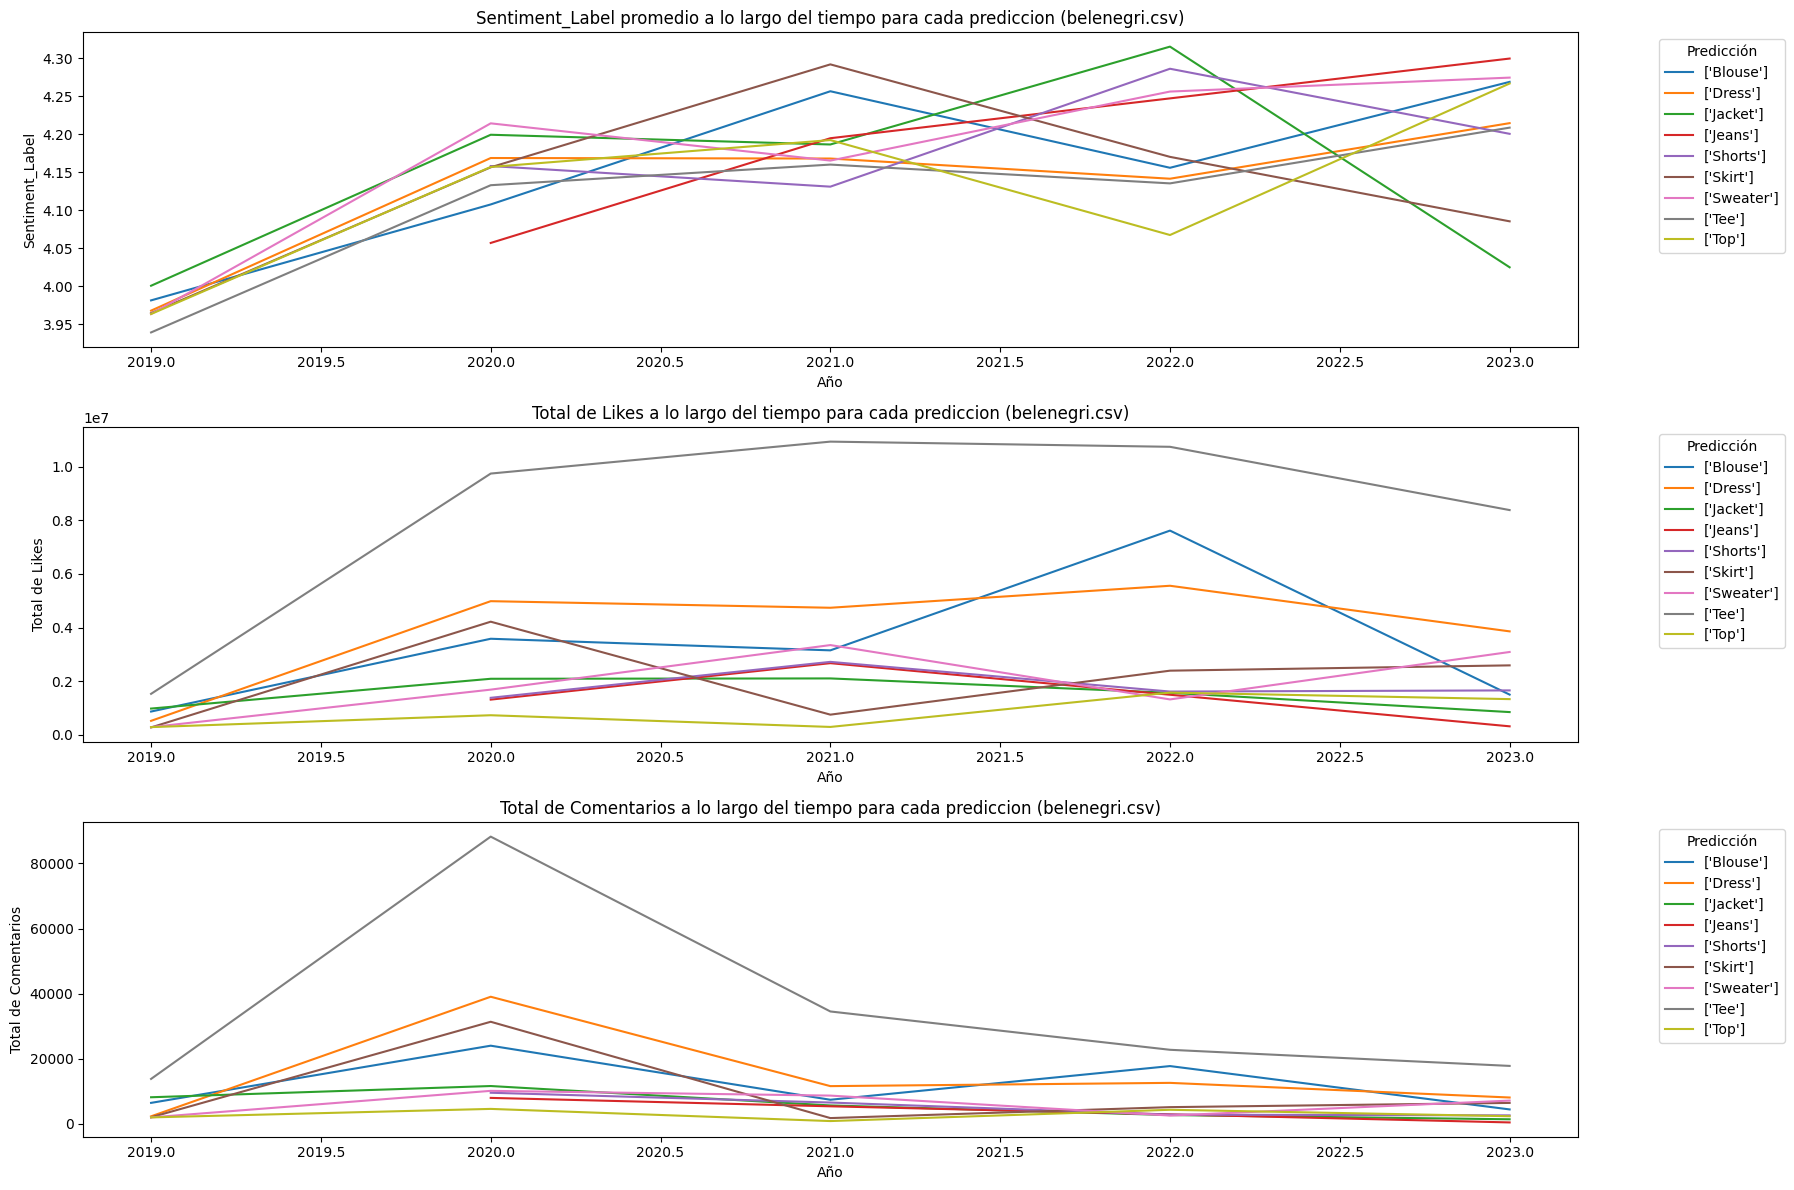 Sentiment_Label promedio a lo largo del tiempo para cada prediccion (belenegri.csv)
Sentiment_Label
4.30
4.25
4.20
4.15
4.10
4.05
4.00
3.95
2019.0 2019.5 2020.0 2020.5 2021.0 2021.5 2022.0 2022.5 2023.0
Año
Predicción
['Blouse']
['Dress']
['Jacket']
['Jeans']
['Shorts']
['Skirt']
['Sweater']
['Tee']
['Top']
1e7
Total de Likes a lo largo del tiempo para cada prediccion (belenegri.csv)
Total de Likes
1.0
0.8
0.6
0.4
0.2
0.0
2019.0 2019.5 2020.0 2020.5 2021.0 2021.5 2022.0 2022.5 2023.0
Año
Predicción
['Blouse']
['Dress']
['Jacket']
['Jeans']
['Shorts']
['Skirt']
['Sweater']
['Tee']
['Top']
Total de Comentarios a lo largo del tiempo para cada prediccion (belenegri.csv)
Total de Comentarios
80000
60000
40000
20000
0
2019.0 2019.5 2020.0 2020.5 2021.0 2021.5 2022.0 2022.5 2023.0
Año
Predicción
['Blouse']
['Dress']
['Jacket']
['Jeans']
['Shorts']
['Skirt']
['Sweater']
['Tee']
['Top']